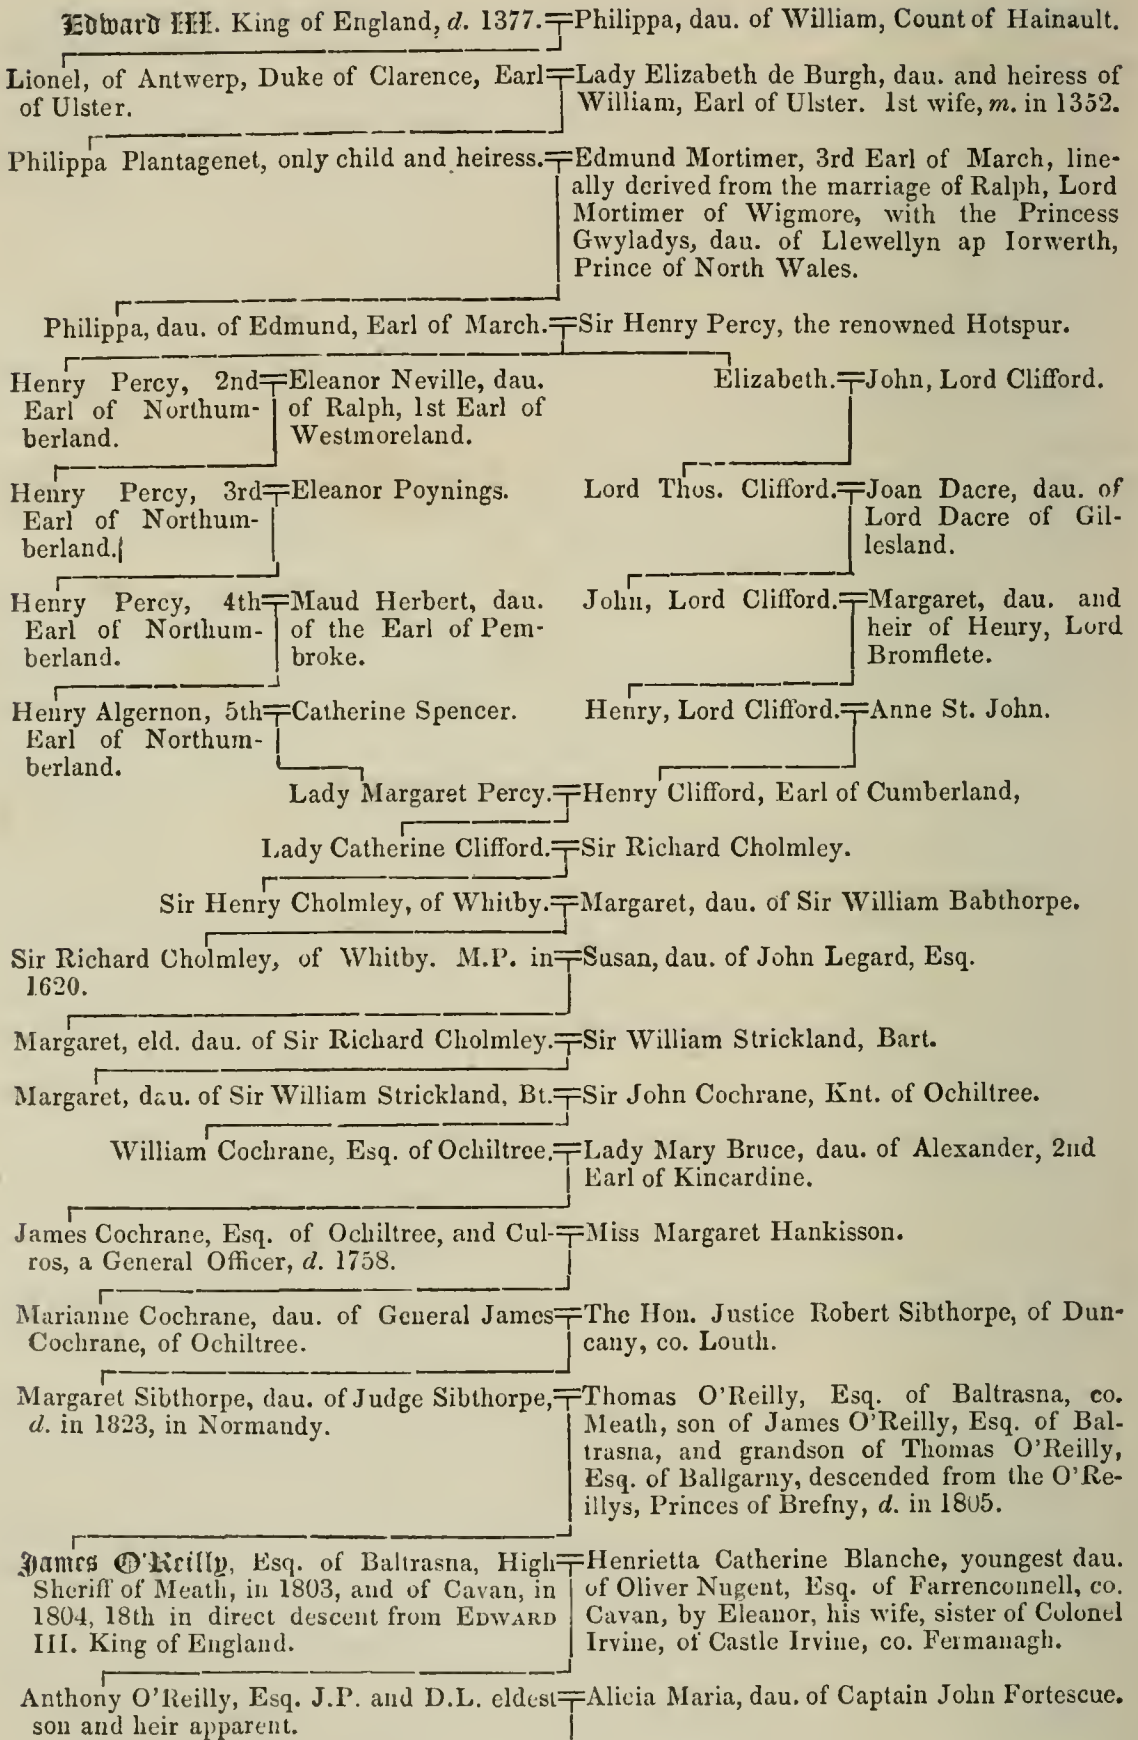 Edward III. King of England, d. 1377. Philippa, dau. of William, Count of Hainault.
Lionel, of Antwerp, Duke of Clarence, Earl
of Ulster.
Lady Elizabeth de Burgh, dau. and heiress of
William, Earl of Ulster. 1st wife, m. in 1352.
Philippa Plantagenet, only child and heiress.
Edmund Mortimer, 3rd Earl of March, line-
ally derived from the marriage of Ralph, Lord
Mortimer of Wigmore, with the Princess
Gwyladys, dau. of Llewellyn ap Iorwerth,
Prince of North Wales.
Philippa, dau. of Edmund, Earl of March. Sir Henry Percy, the renowned Hotspur.
Henry Percy, 2nd
Earl of Northum-
berland.
Eleanor Neville, dau.
of Ralph, 1st Earl of
Westmoreland.
Elizabeth. John, Lord Clifford.
Henry Percy, 3rd
Earl of Northum-
berland.
Eleanor Poynings.
Lord Thos. Clifford.
Joan Dacre, dau. of
Lord Dacre of Gil-
lesland.
Henry Percy, 4th
Earl of Northum-
berland.
Maud Herbert, dau.
of the Earl of Pem-
broke.
John, Lord Clifford.
Margaret, dau. and
heir of Henry, Lord
Bromflete.
Henry Algernon, 5th
Earl of Northum-
berland.
Catherine Spencer.
Henry, Lord Clifford. Anne St. John.
Lady Margaret Percy. Henry Clifford, Earl of Cumberland,
Lady Catherine Clifford. Sir Richard Cholmley.
Sir Henry Cholmley, of Whitby. Margaret, dau. of Sir William Babthorpe.
Sir Richard Cholmley, of Whitby. M.P. in
1620.
Susan, dau. of John Legard, Esq.
Margaret, eld. dau. of Sir Richard Cholmley. Sir William Strickland, Bart.
Margaret, dau. of Sir William Strickland, Bt. Sir John Cochrane, Knt. of Ochiltree.
William Cochrane, Esq. of Ochiltree.
Lady Mary Bruce, dau. of Alexander, 2nd
Earl of Kincardine.
James Cochrane, Esq. of Ochiltree, and Cul-
ros, a General Officer, d. 1758.
Miss Margaret Hankisson.
Marianne Cochrane, dau. of General James
Cochrane, of Ochiltree.
The Hon. Justice Robert Sibthorpe, of Dun-
cany, co. Louth.
Margaret Sibthorpe, dau. of Judge Sibthorpe,
d. in 1823, in Normandy.
Thomas O'Reilly, Esq. of Baltrasna, co.
Meath, son of James O'Reilly, Esq. of Bal-
trasna, and grandson of Thomas O'Reilly,
Esq. of Ballgarny, descended from the O'Re-
illys, Princes of Brefny, d. in 1805.
James O'Reilly, Esq. of Baltrasna, High
Sheriff of Meath, in 1803, and of Cavan, in
1804, 18th in direct descent from EDWARD
III. King of England.
Henrietta Catherine Blanche, youngest dau.
of Oliver Nugent, Esq. of Farrenconnell, co.
Cavan, by Eleanor, his wife, sister of Colonel
Irvine, of Castle Irvine, co. Fermanagh.
Anthony O'Reilly, Esq. J.P. and D.L. eldest
son and heir apparent.
Alicia Maria, dau. of Captain John Fortescue.